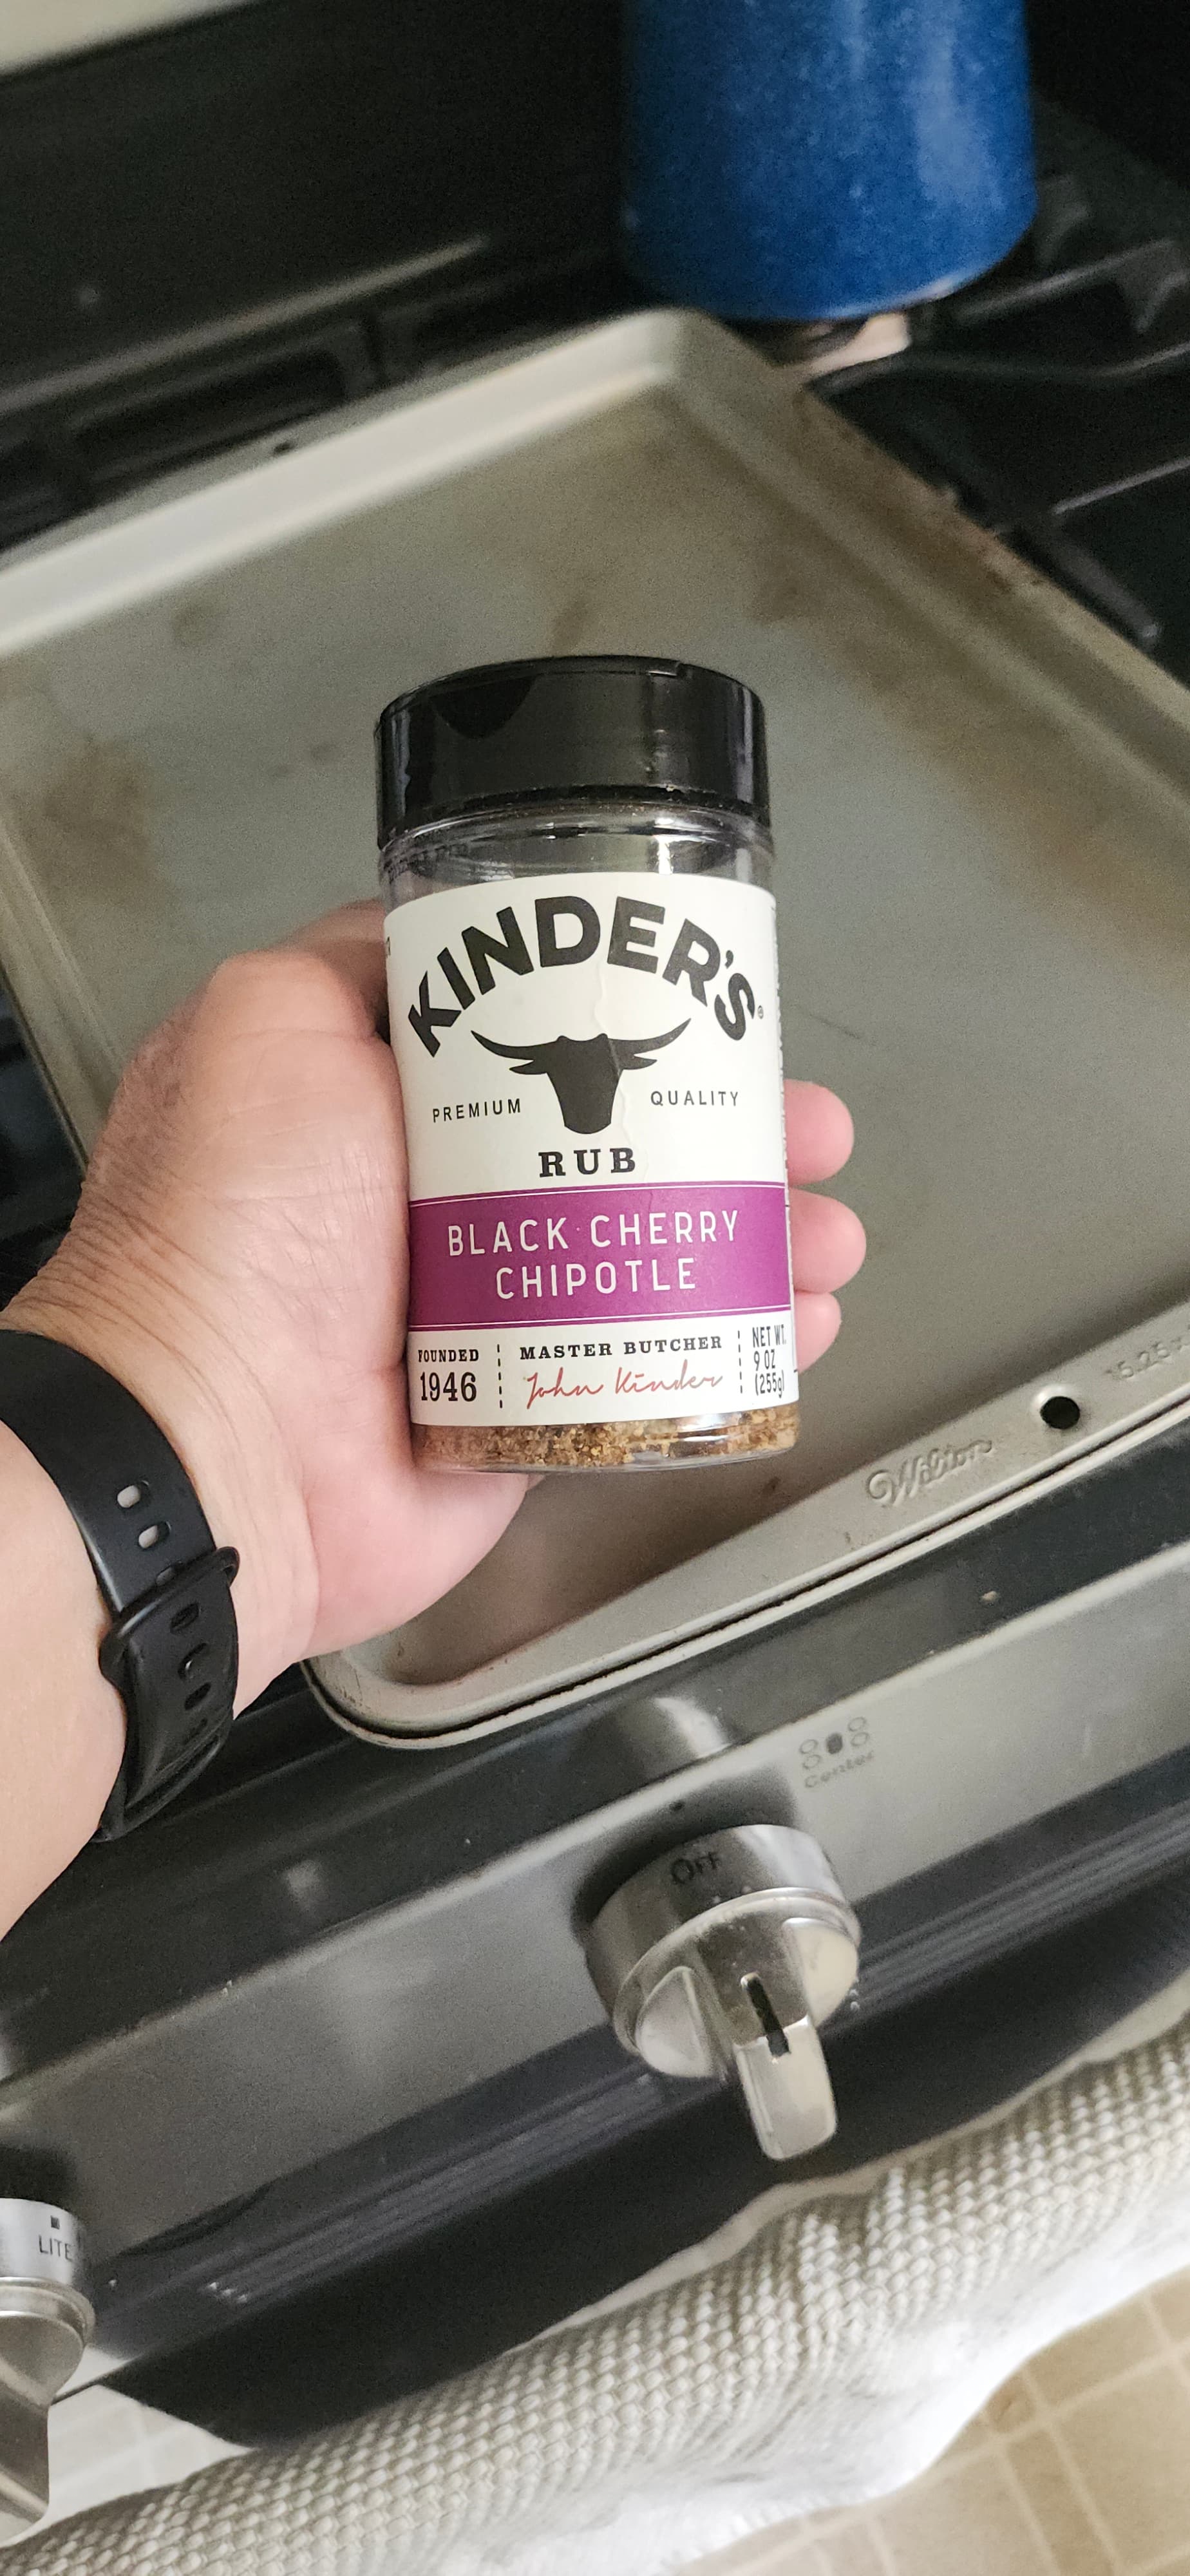 KINDER'S®
PREMIUM QUALITY
RUB
BLACK CHERRY
CHIPOTLE
FOUNDED
1946
MASTER BUTCHER
John Kinder
NET WT.
9 OZ
(255g)
Wilton
Center
OFF
LITE